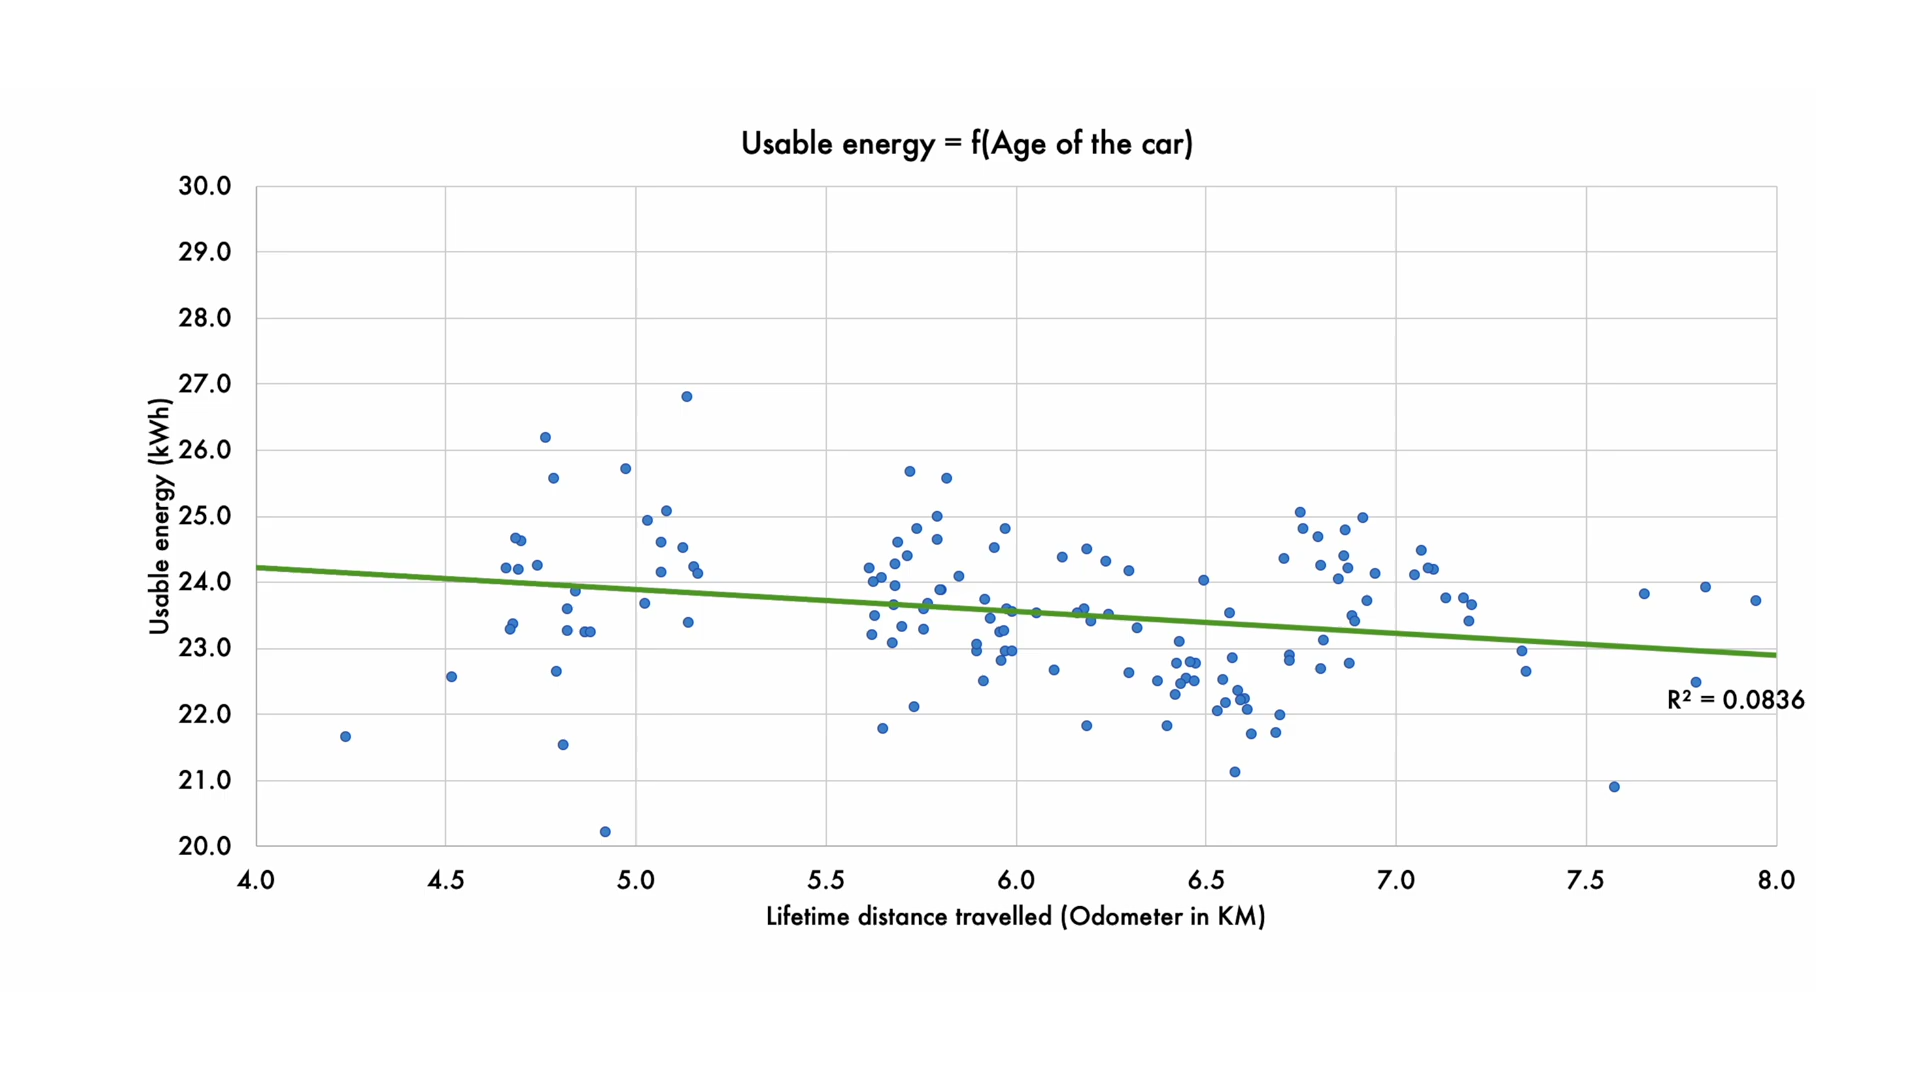 Usable energy = f(Age of the car)
30.0
29.0
28.0
27.0
26.0
25.0
24.0
23.0
22.0
21.0
20.0
Usable energy (kWh)
R² = 0.0836
4.0 4.5 5.0 5.5 6.0 6.5 7.0 7.5 8.0
Lifetime distance travelled (Odometer in KM)